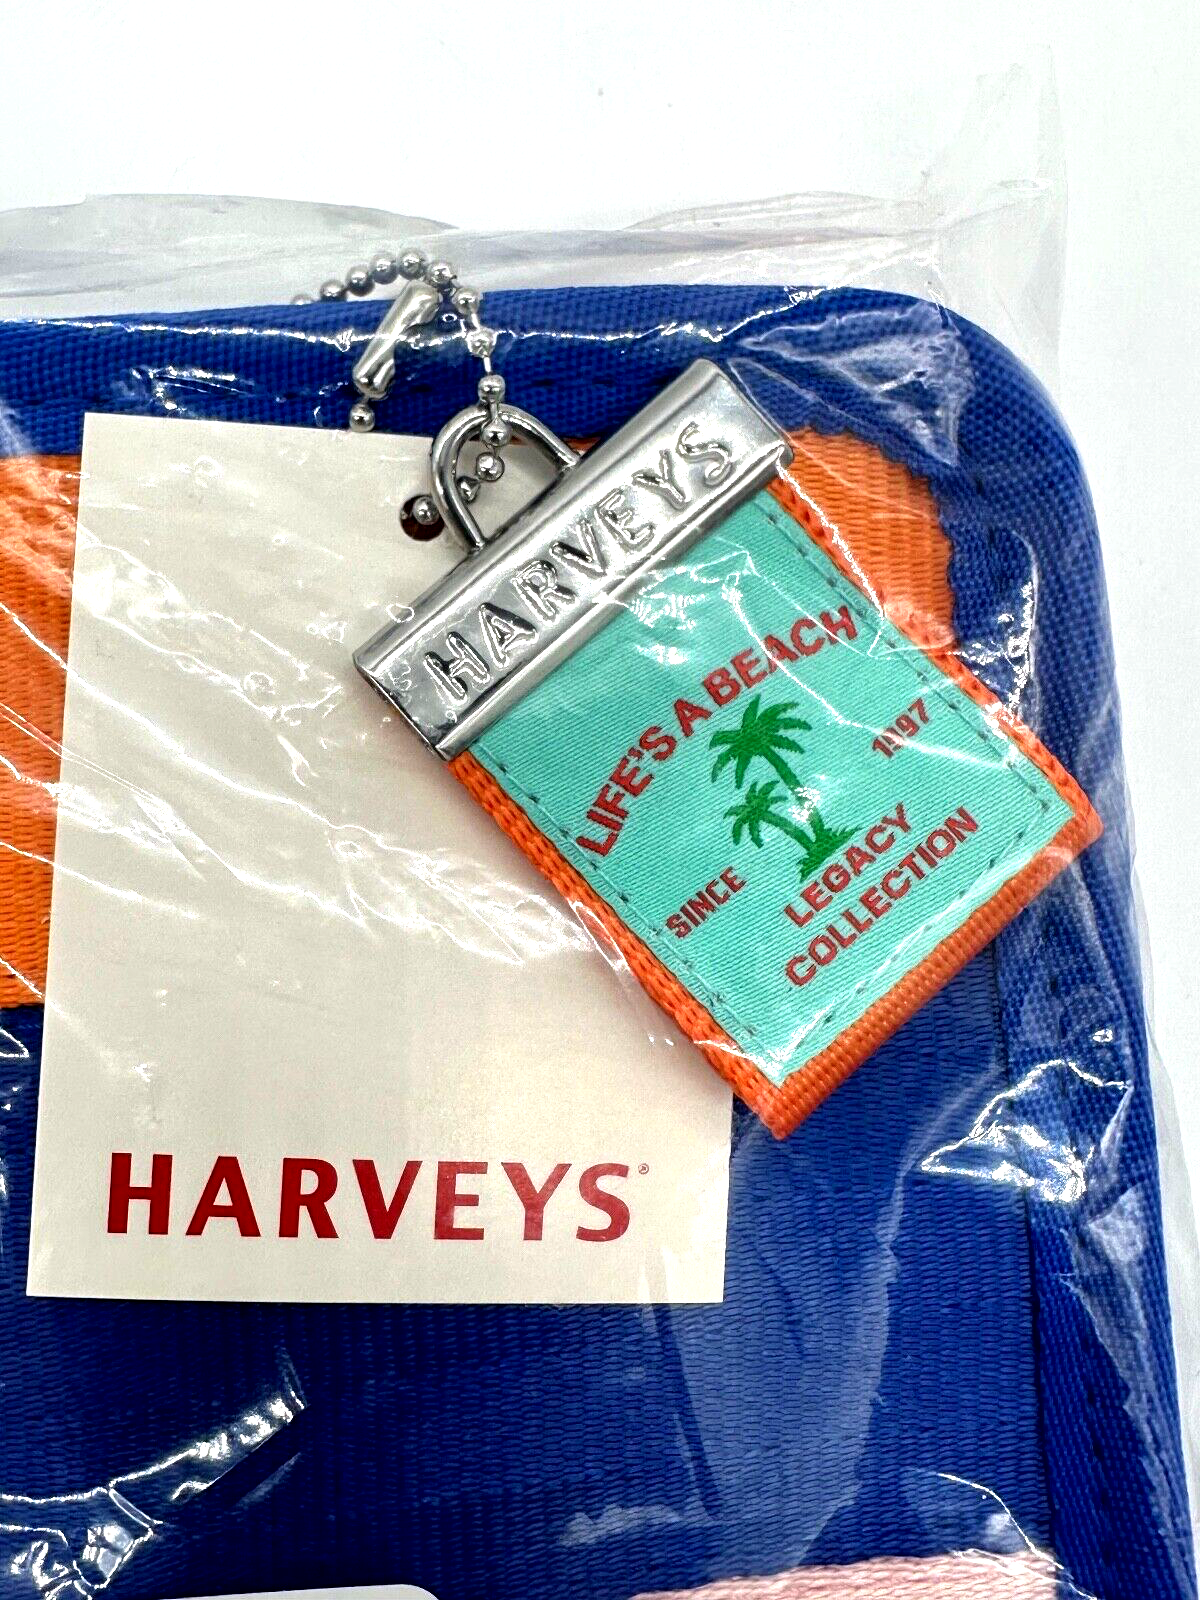 HARVEYS
LIFE'S A BEACH
SINCE 1997
LEGACY
COLLECTION
HARVEYS®